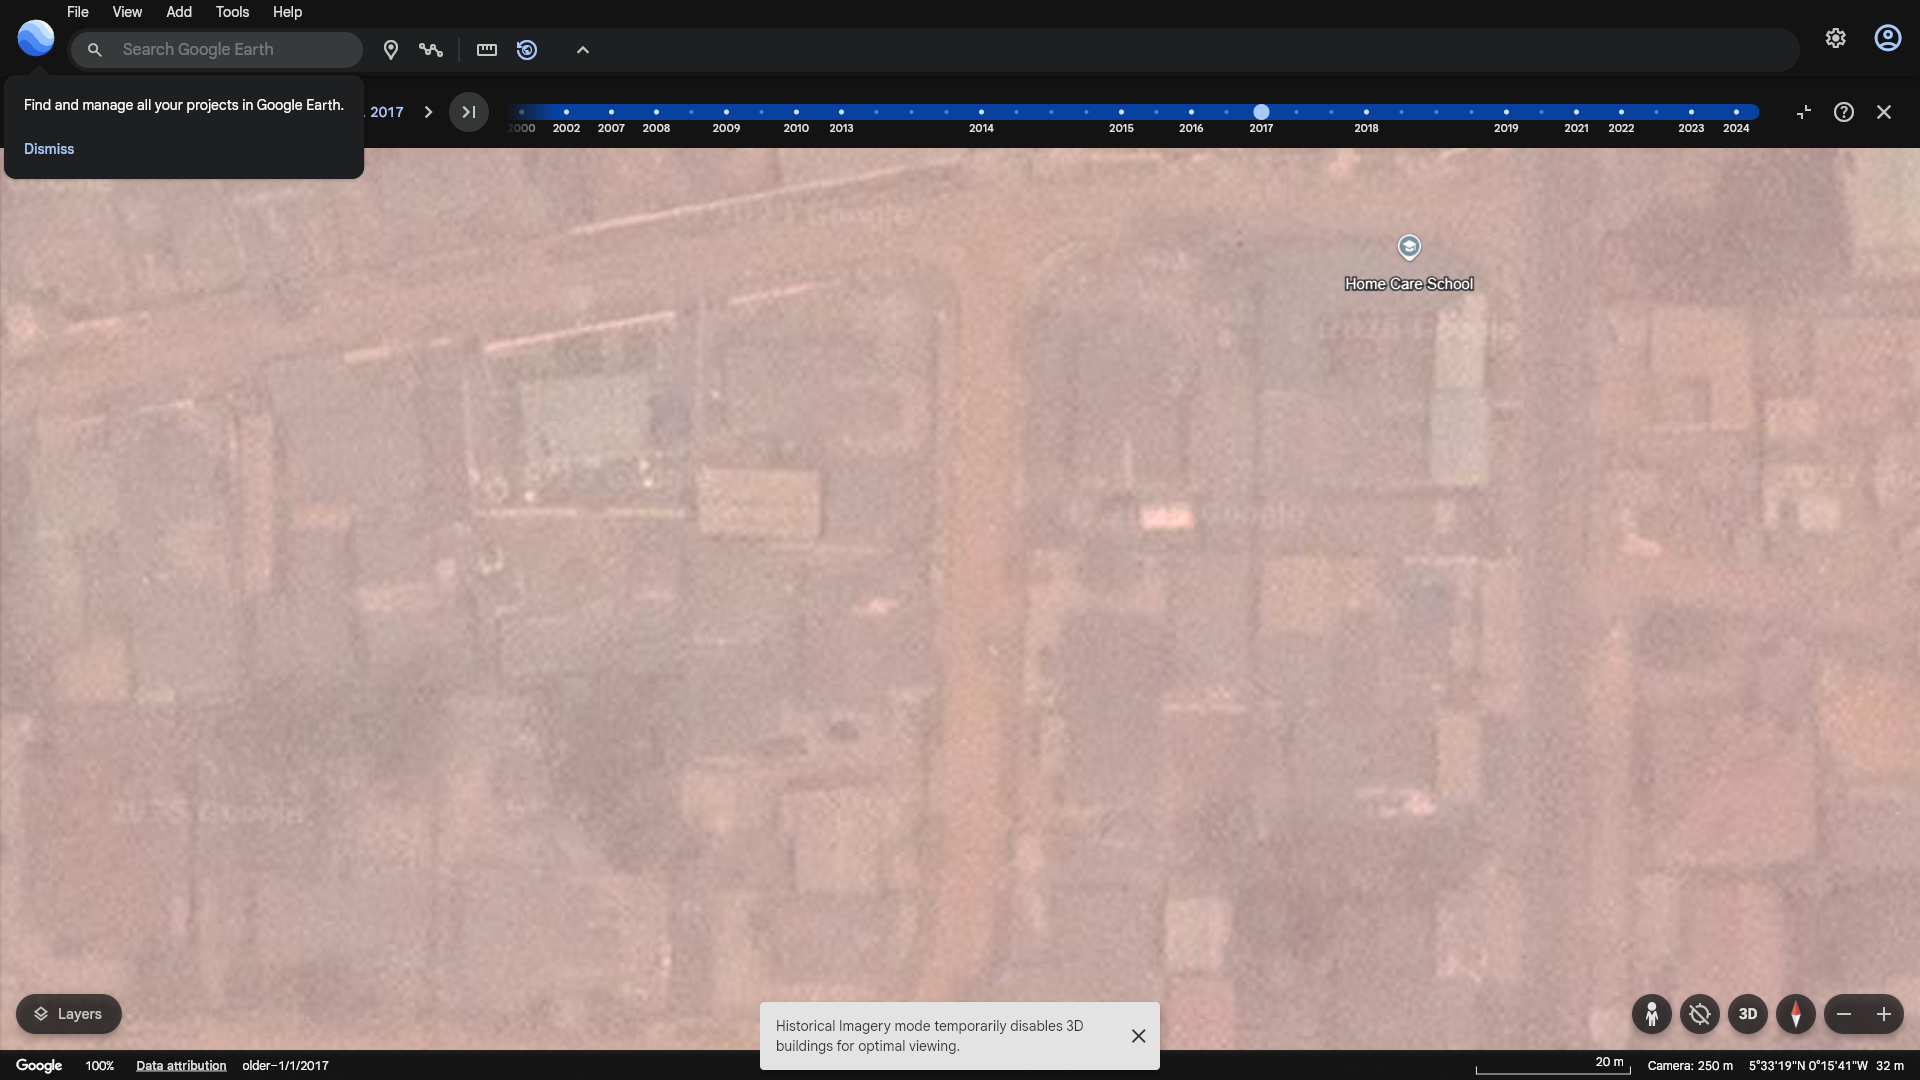 File View Add Tools Help
Search Google Earth
Find and manage all your projects in Google Earth.
Dismiss
2017
2000 2002 2007 2008 2009 2010 2013 2014 2015 2016 2017 2018 2019 2021 2022 2023 2024
Home Care School
Google
Google
Google
Layers
3D
Historical Imagery mode temporarily disables 3D
buildings for optimal viewing.
Google 100% Data attribution older–1/1/2017
20 m Camera: 250 m 5°33'19"N 0°15'41"W 32 m